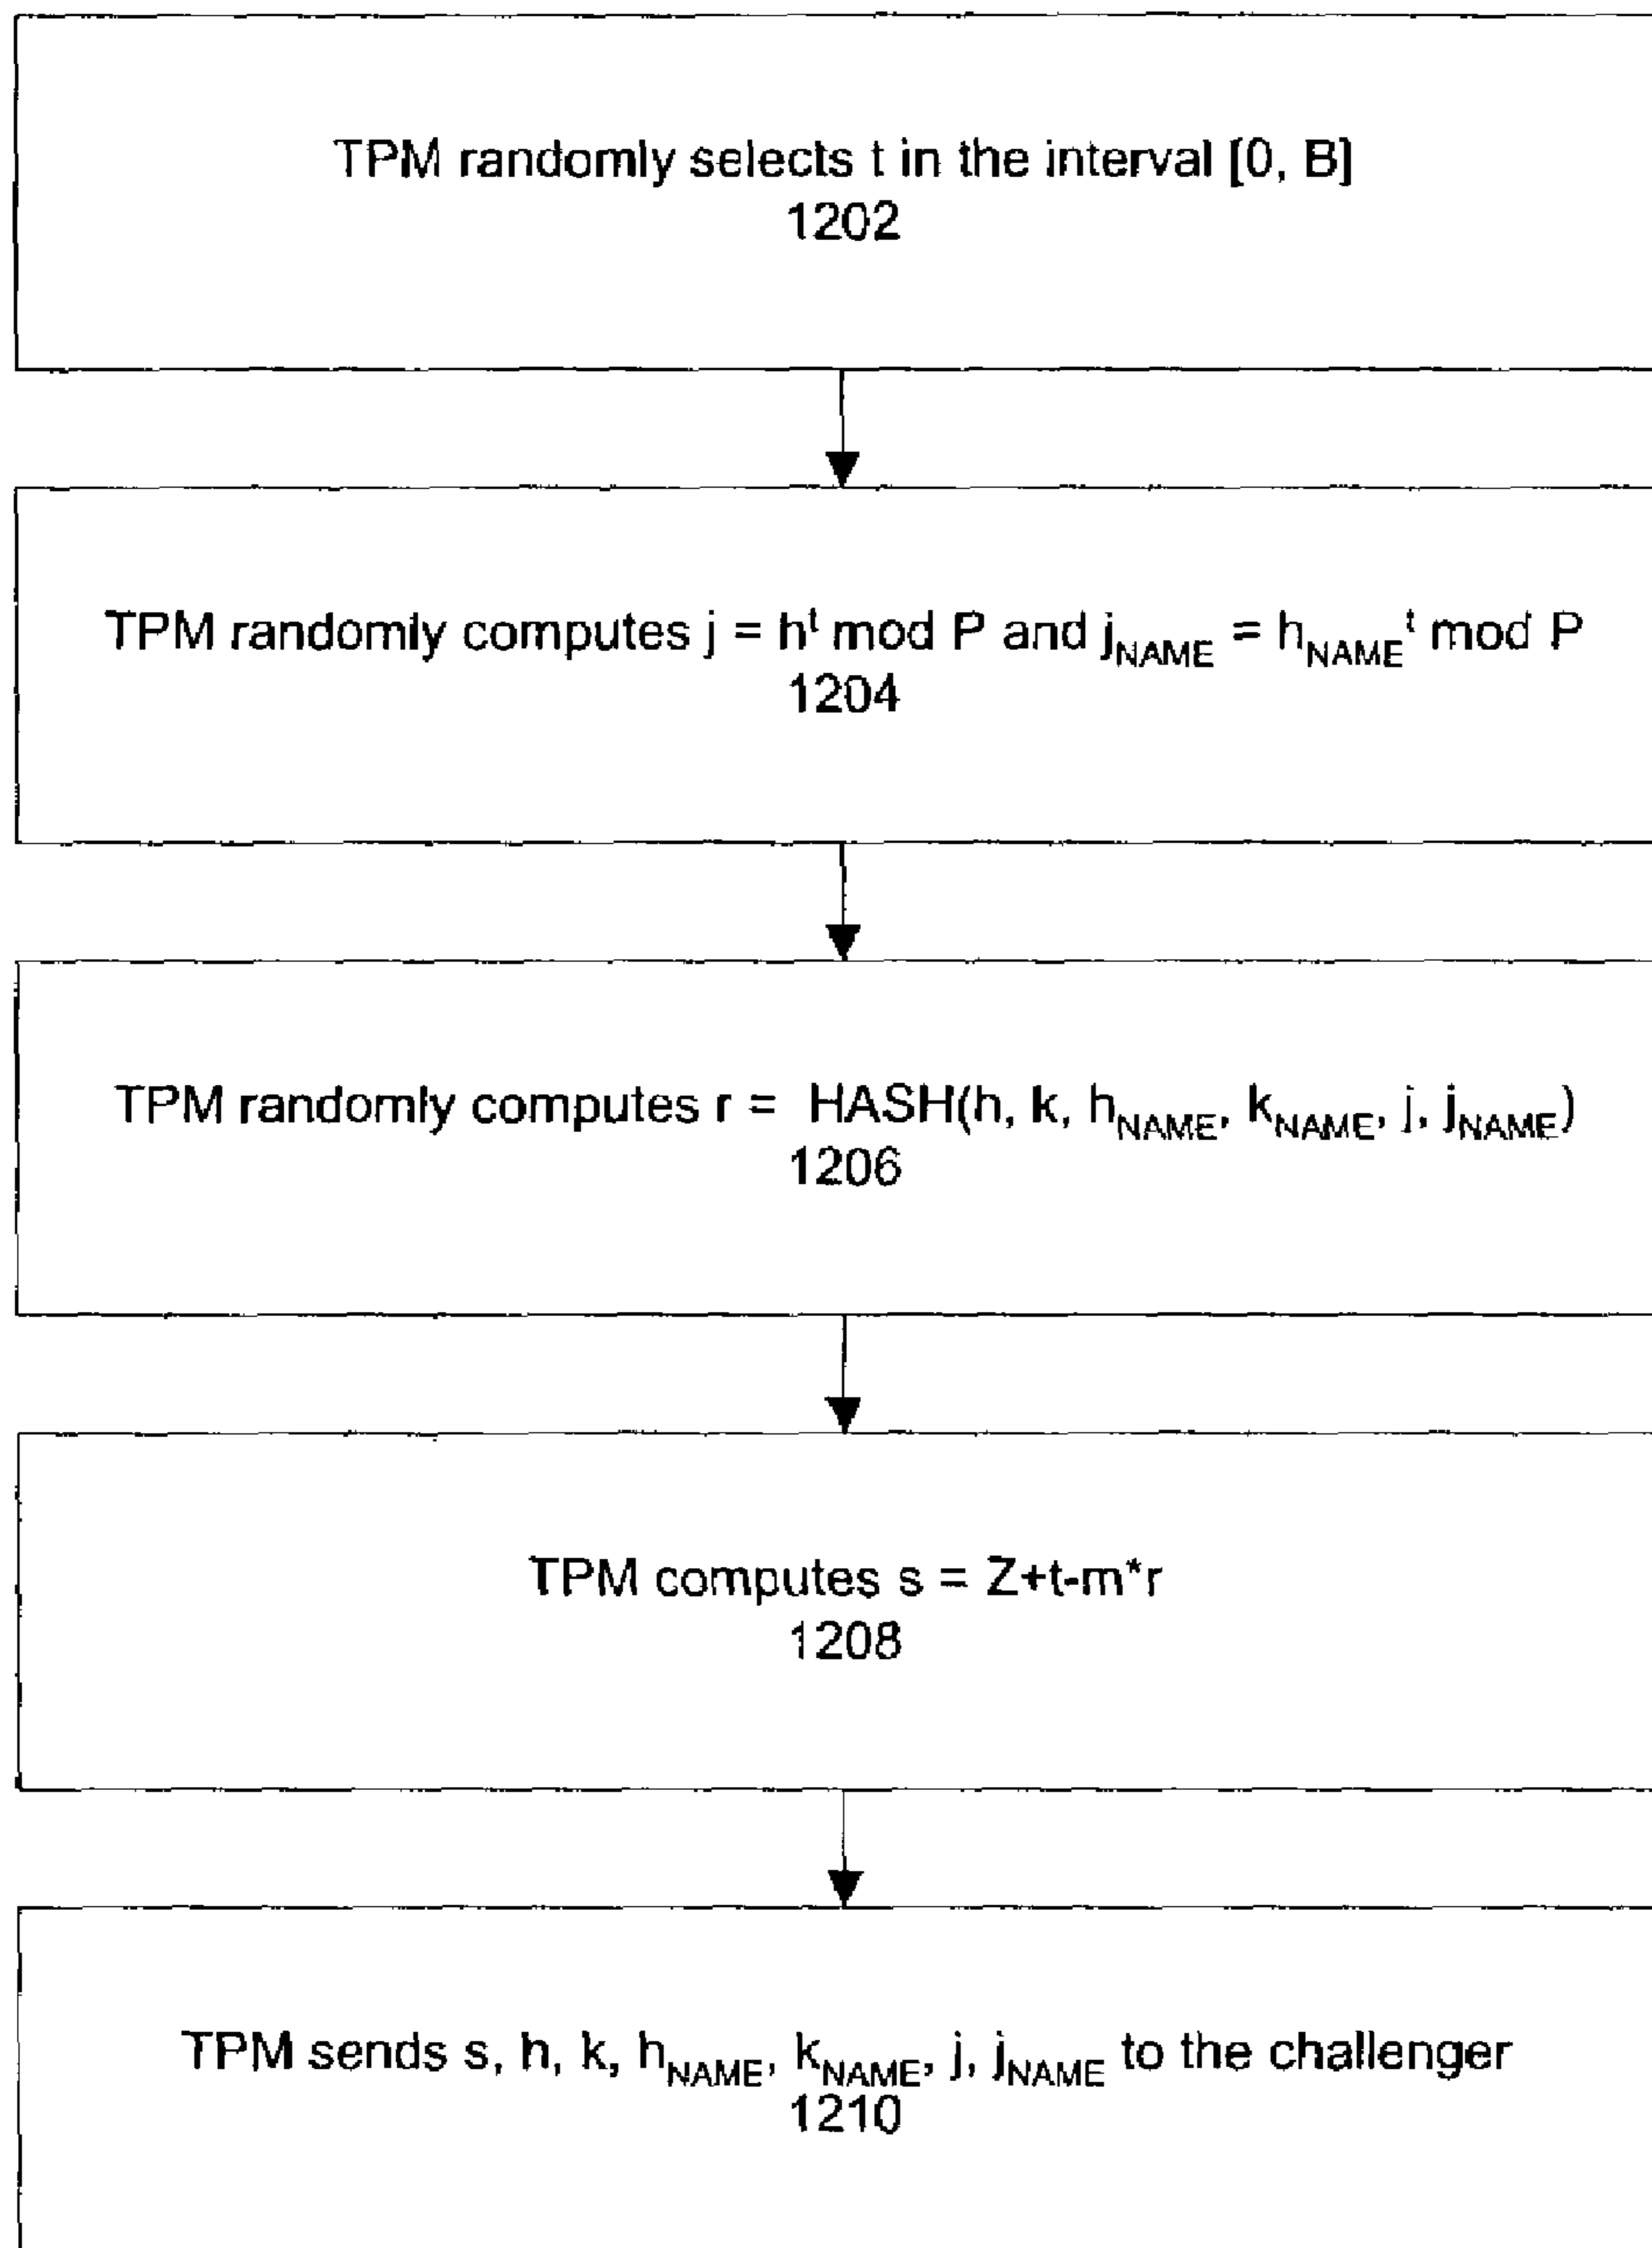 TPM randomly selects t in the interval [0, B]
1202
TPM randomly computes j = hᵗ mod P and j_NAME = h_NAME ᵗ mod P
1204
TPM randomly computes r = HASH(h, k, h_NAME, k_NAME, j, j_NAME)
1206
TPM computes s = Z+t-m*r
1208
TPM sends s, h, k, h_NAME, k_NAME, j, j_NAME to the challenger
1210